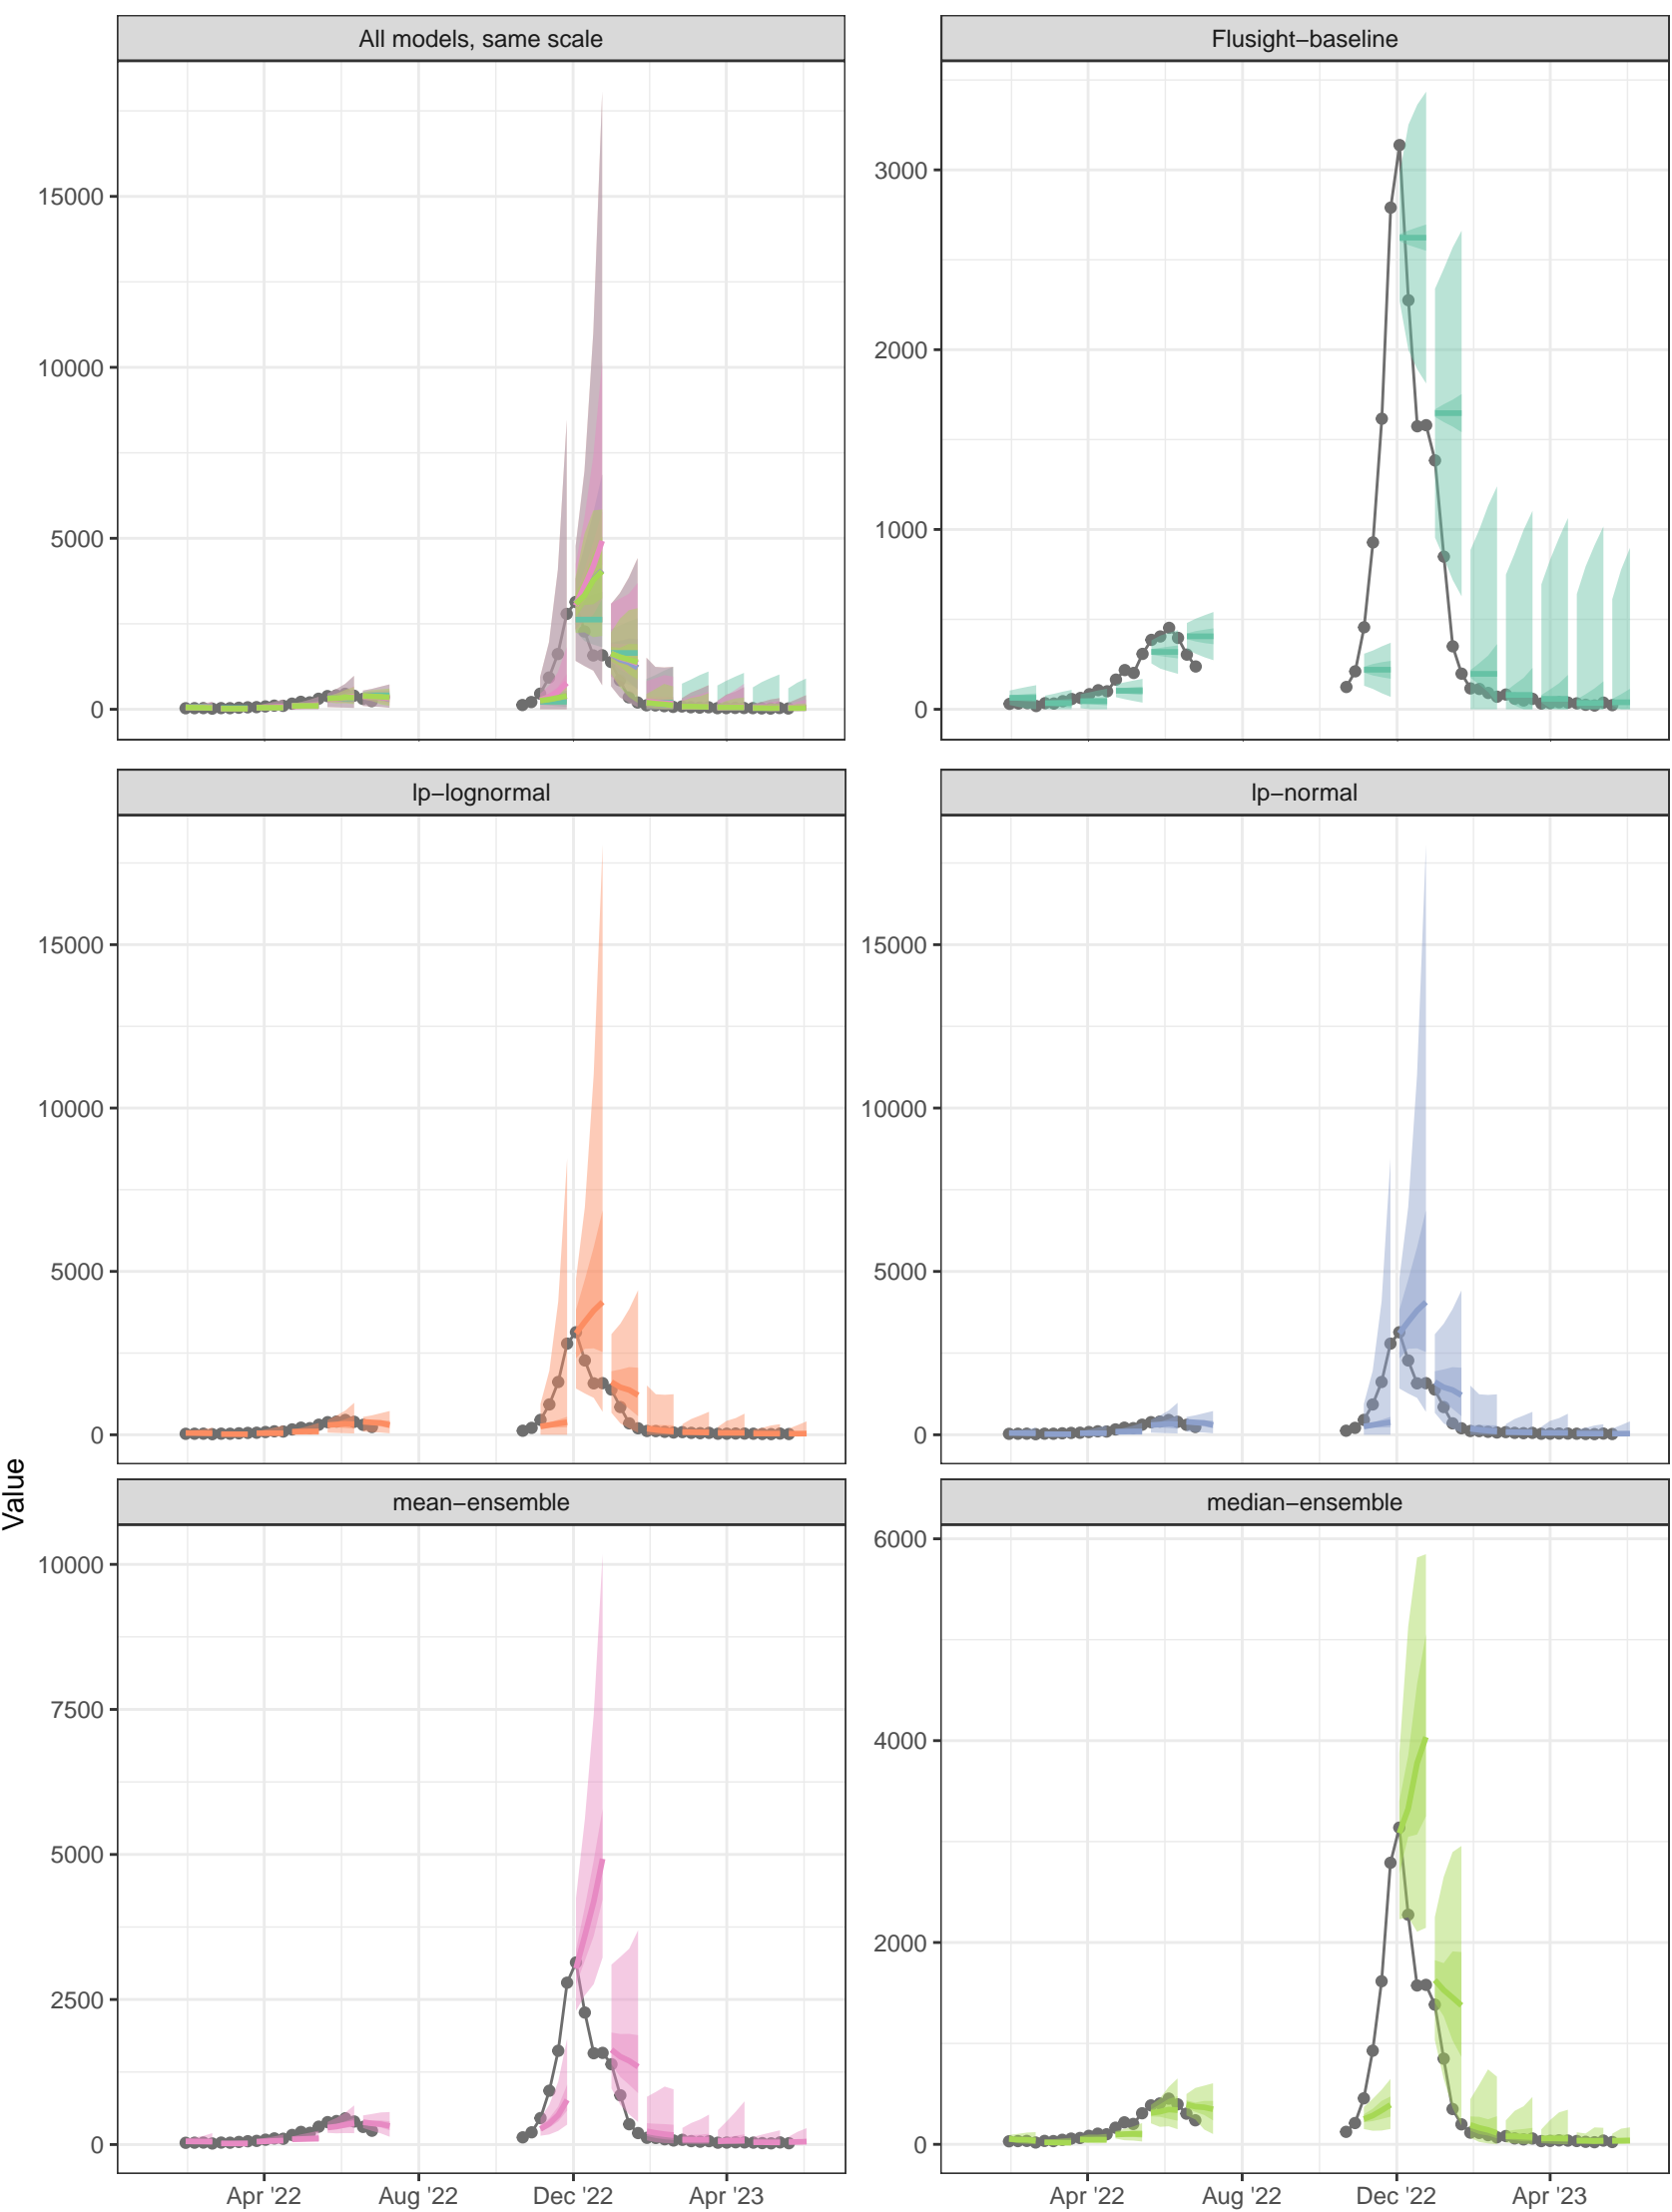 All models, same scale
Flusight−baseline
15000
10000
5000
0
3000
2000
1000
0
lp−lognormal
lp−normal
15000
10000
5000
0
15000
10000
5000
0
Value
mean−ensemble
median−ensemble
10000
7500
5000
2500
0
6000
4000
2000
0
Apr '22 Aug '22 Dec '22 Apr '23
Apr '22 Aug '22 Dec '22 Apr '23